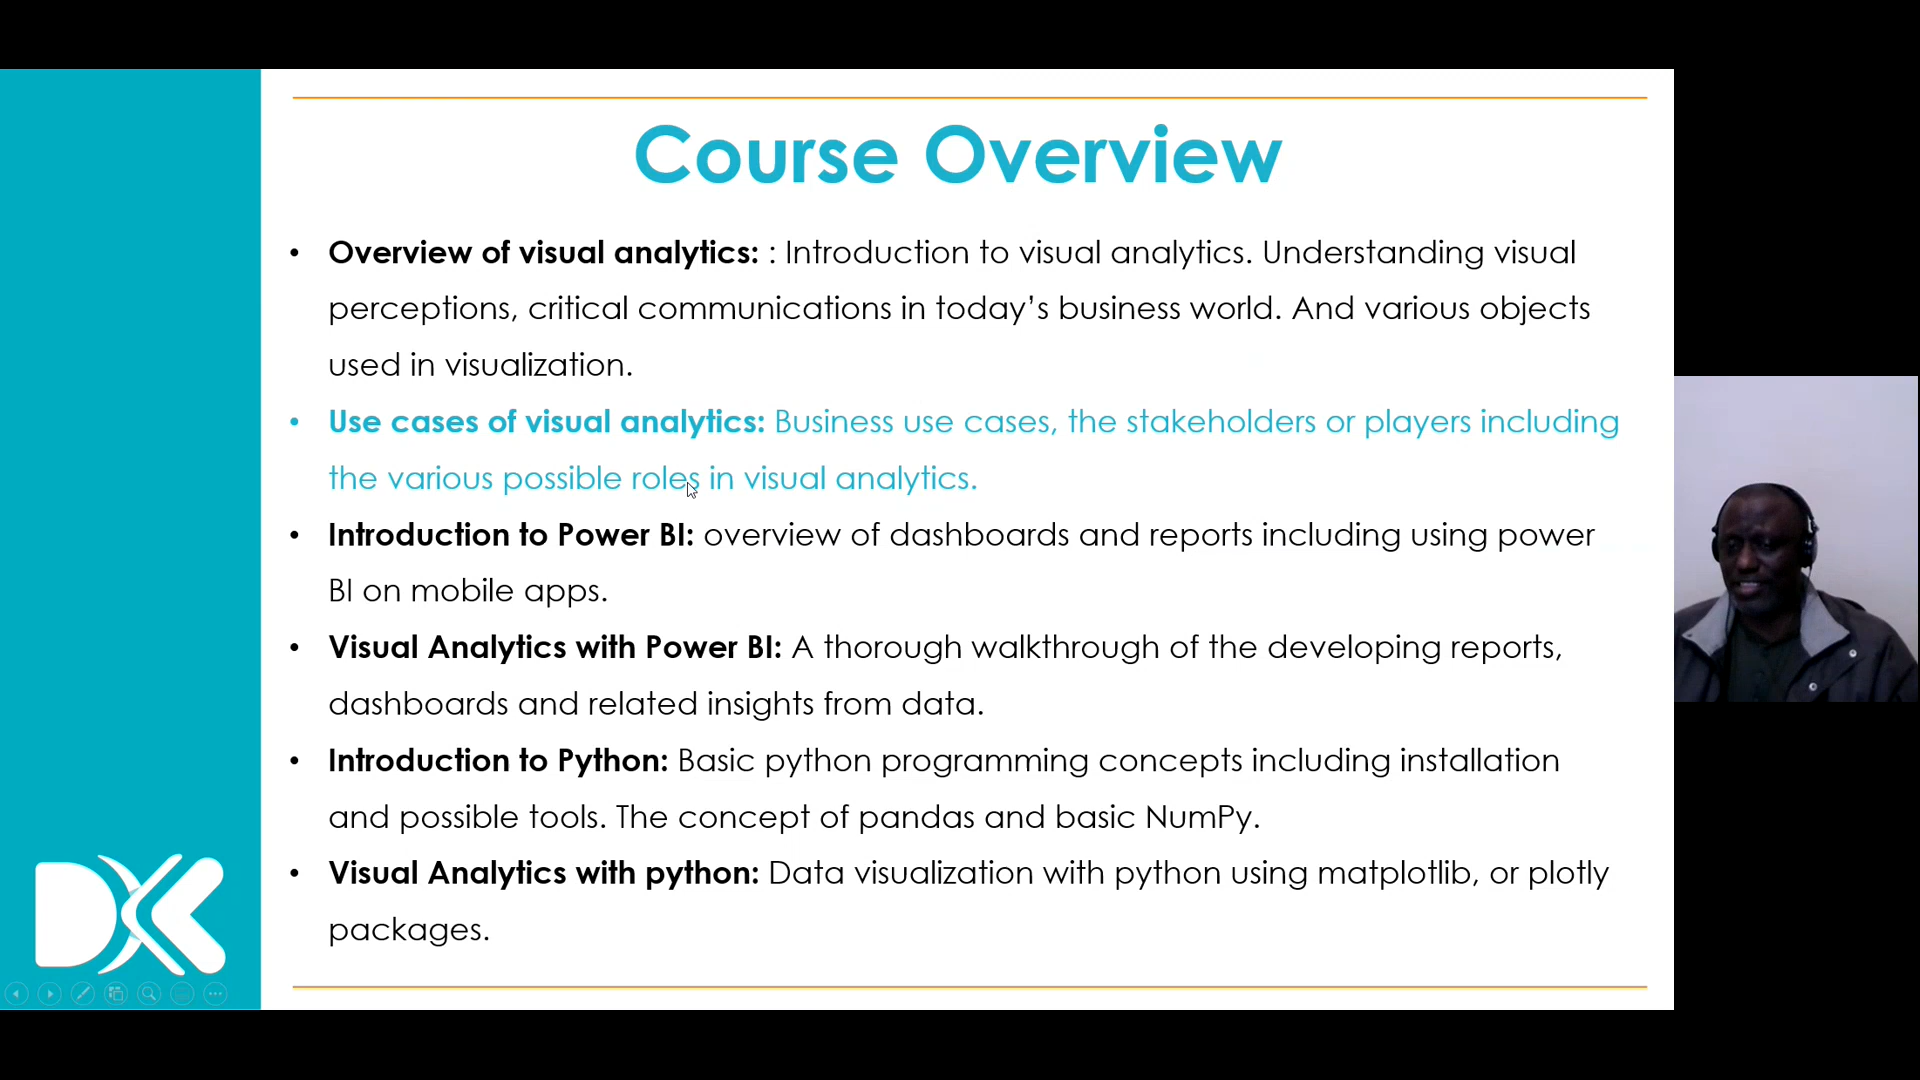 Course Overview
• Overview of visual analytics: : Introduction to visual analytics. Understanding visual
perceptions, critical communications in today’s business world. And various objects
used in visualization.
• Use cases of visual analytics: Business use cases, the stakeholders or players including
the various possible roles in visual analytics.
• Introduction to Power BI: overview of dashboards and reports including using power
BI on mobile apps.
• Visual Analytics with Power BI: A thorough walkthrough of the developing reports,
dashboards and related insights from data.
• Introduction to Python: Basic python programming concepts including installation
and possible tools. The concept of pandas and basic NumPy.
• Visual Analytics with python: Data visualization with python using matplotlib, or plotly
packages.